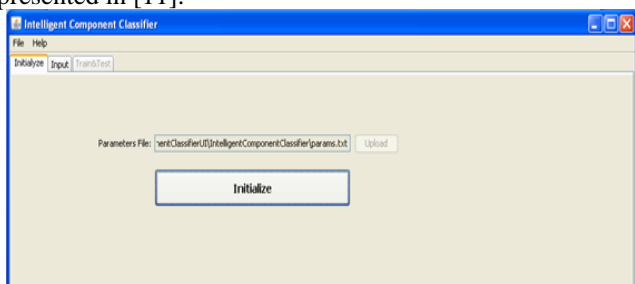 presented in [11].
Intelligent Component Classifier
File Help
Initialyze Input Train&Test
Parameters File: nentClassifierUI\IntelligentComponentClassifier\params.txt Upload
Initialize